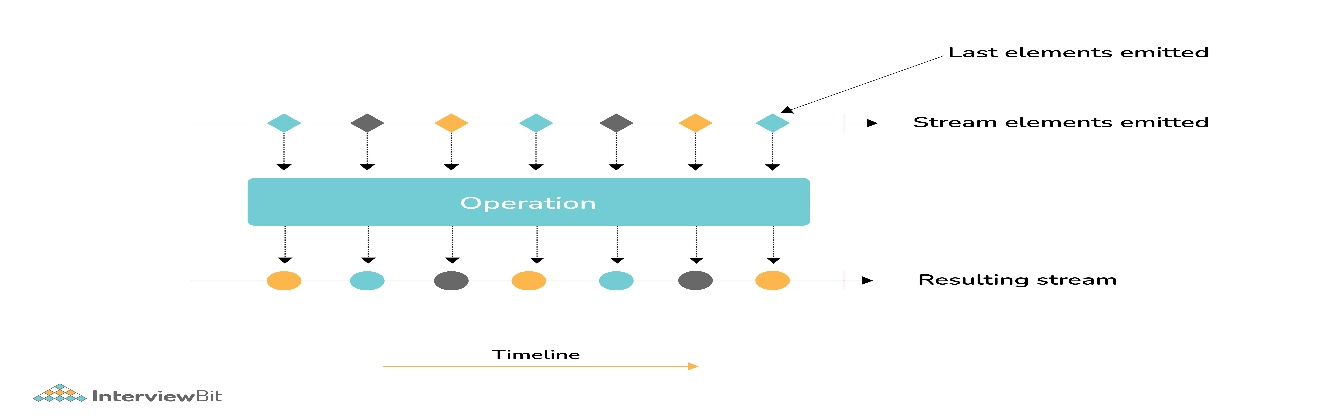 Last elements emitted
Stream elements emitted
Operation
Resulting stream
Timeline
InterviewBit